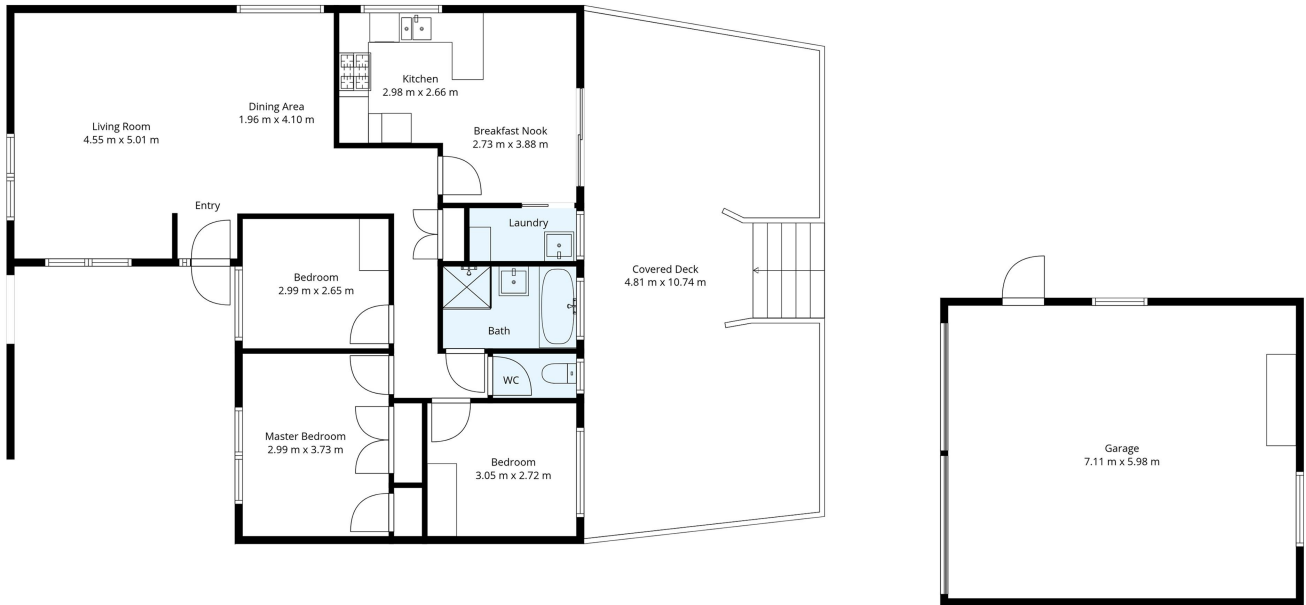 Kitchen
2.98 m x 2.66 m
Dining Area
1.96 m x 4.10 m
Living Room
4.55 m x 5.01 m
Breakfast Nook
2.73 m x 3.88 m
Entry
Laundry
Bedroom
2.99 m x 2.65 m
Covered Deck
4.81 m x 10.74 m
Bath
WC
Master Bedroom
2.99 m x 3.73 m
Bedroom
3.05 m x 2.72 m
Garage
7.11 m x 5.98 m